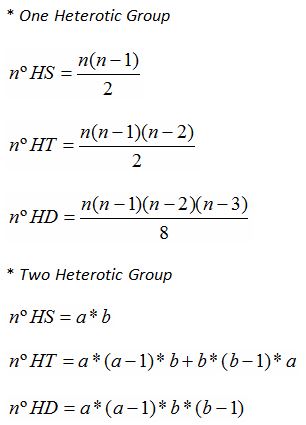 * One Heterotic Group
n° HS = n(n−1)/2
n° HT = n(n−1)(n−2)/2
n° HD = n(n−1)(n−2)(n−3)/8
* Two Heterotic Group
n° HS = a*b
n° HT = a*(a−1)*b+b*(b−1)*a
n° HD = a*(a−1)*b*(b−1)